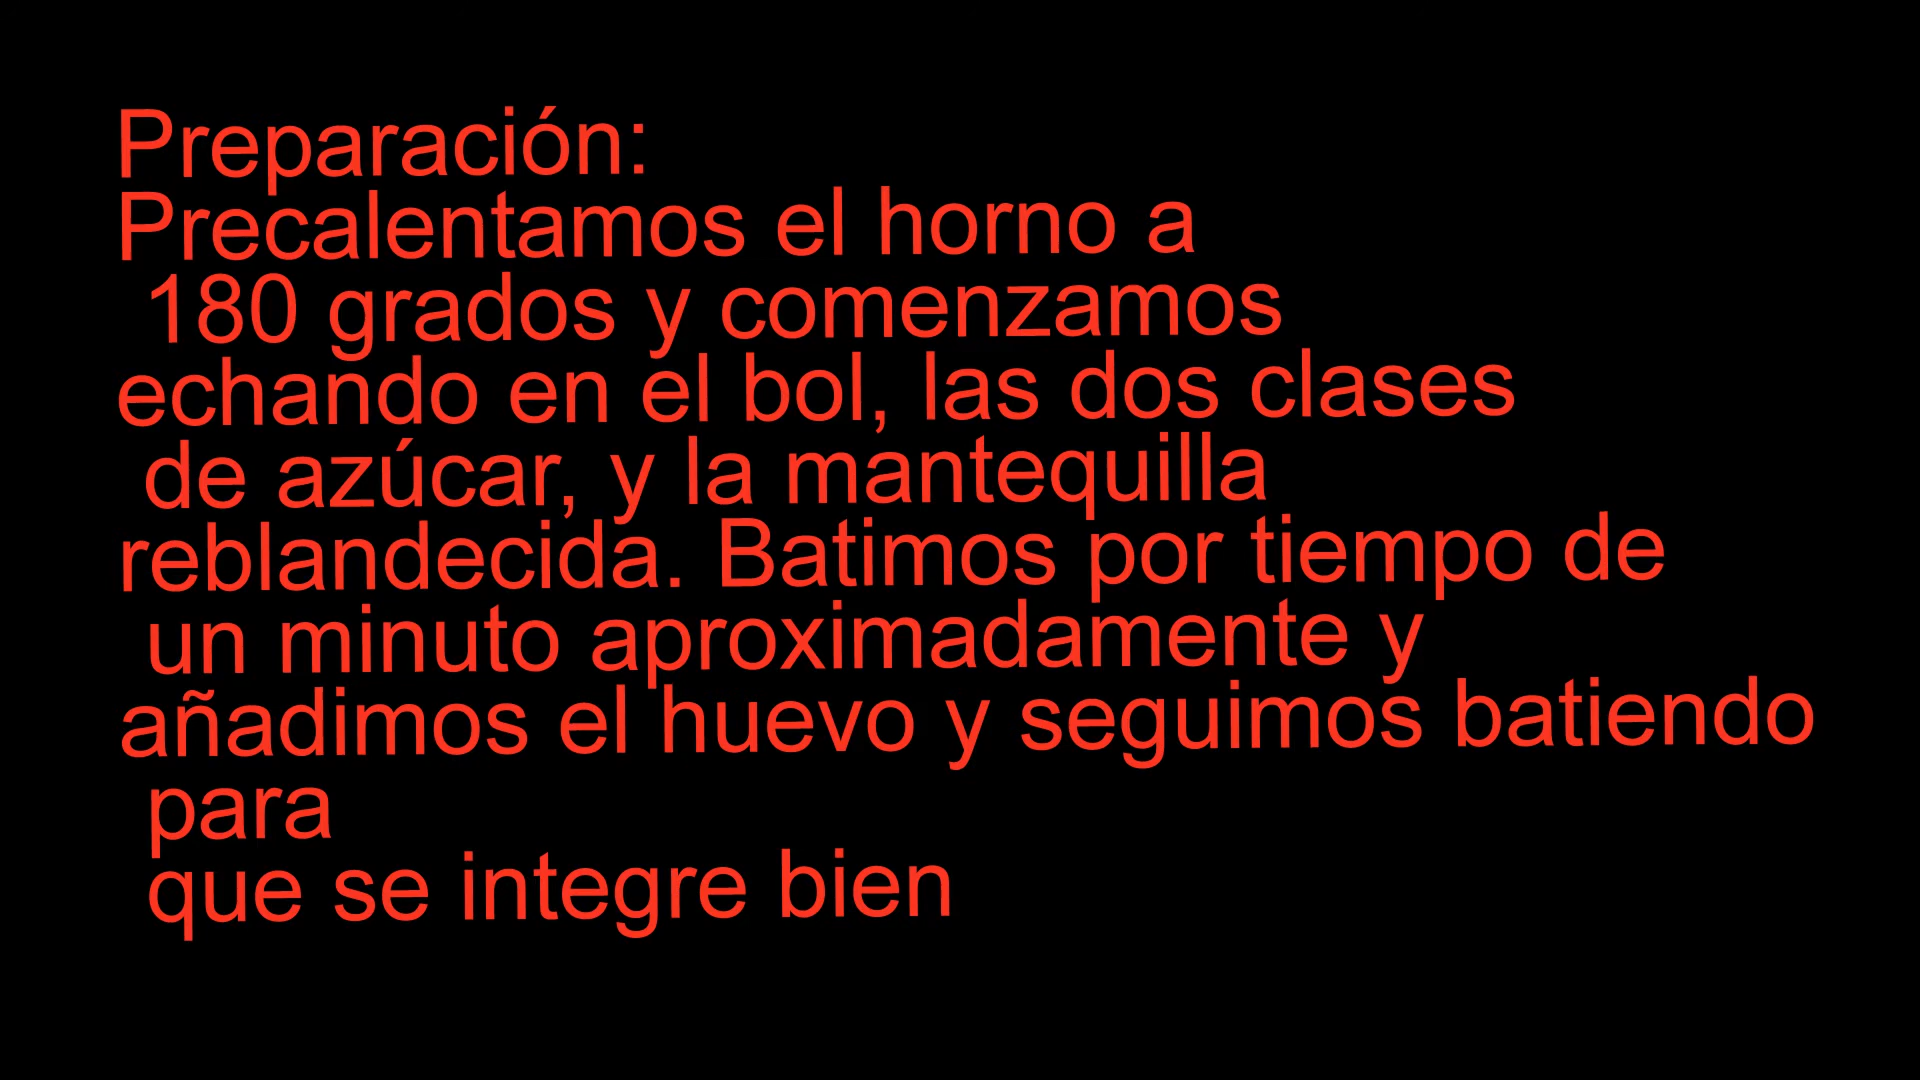 Preparación:
Precalentamos el horno a
180 grados y comenzamos
echando en el bol, las dos clases
de azúcar, y la mantequilla
reblandecida. Batimos por tiempo de
un minuto aproximadamente y
añadimos el huevo y seguimos batiendo
para
que se integre bien